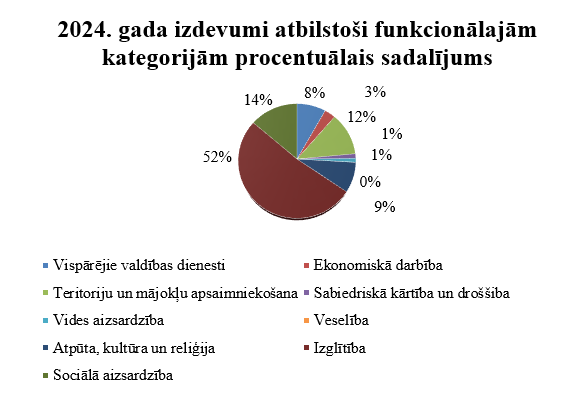 2024. gada izdevumi atbilstoši funkcionālajām
kategorijām procentuālais sadalījums
8%
3%
12%
1%
1%
0%
9%
52%
14%
Vispārējie valdības dienesti
Ekonomiskā darbība
Teritoriju un mājokļu apsaimniekošana
Sabiedriskā kārtība un droššiba
Vides aizsardzība
Veselība
Atpūta, kultūra un reliģija
Izglītība
Sociālā aizsardzība